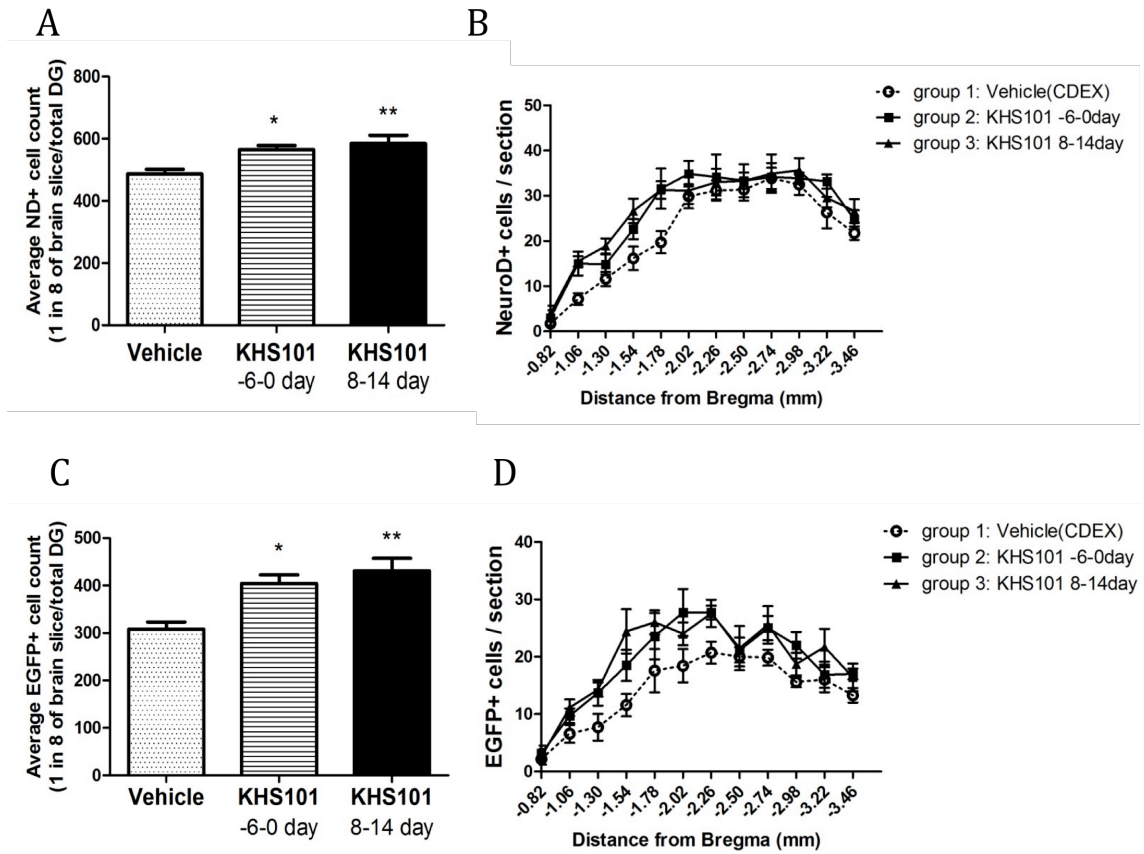 A
Average ND+ cell count
(1 in 8 of brain slice/total DG)
800
600
400
200
0
*
**
Vehicle
KHS101
-6-0 day
KHS101
8-14 day
B
NeuroD+ cells / section
50
40
30
20
10
0
group 1: Vehicle(CDEX)
group 2: KHS101 -6-0day
group 3: KHS101 8-14day
-0.82
-1.06
-1.30
-1.54
-1.78
-2.02
-2.26
-2.50
-2.74
-2.98
-3.22
-3.46
Distance from Bregma (mm)
C
Average EGFP+ cell count
(1 in 8 of brain slice/total DG)
500
400
300
200
100
0
*
**
Vehicle
KHS101
-6-0 day
KHS101
8-14 day
D
EGFP+ cells / section
40
30
20
10
0
group 1: Vehicle(CDEX)
group 2: KHS101 -6-0day
group 3: KHS101 8-14day
-0.82
-1.06
-1.30
-1.54
-1.78
-2.02
-2.26
-2.50
-2.74
-2.98
-3.22
-3.46
Distance from Bregma (mm)